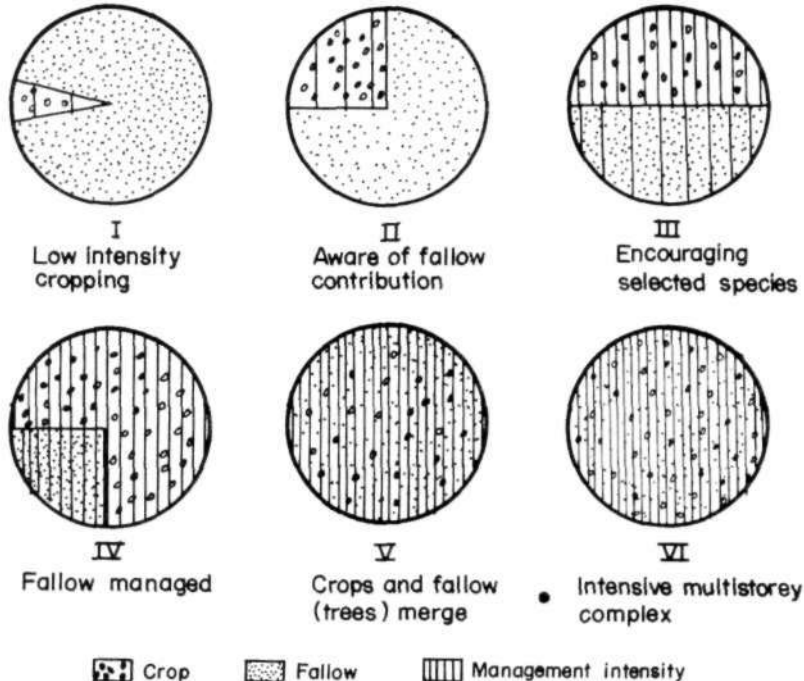 I
Low intensity
cropping
II
Aware of fallow
contribution
III
Encouraging
selected species
IV
Fallow managed
V
Crops and fallow
(trees) merge
VI
Intensive multistorey
complex
Crop
Fallow
Management intensity